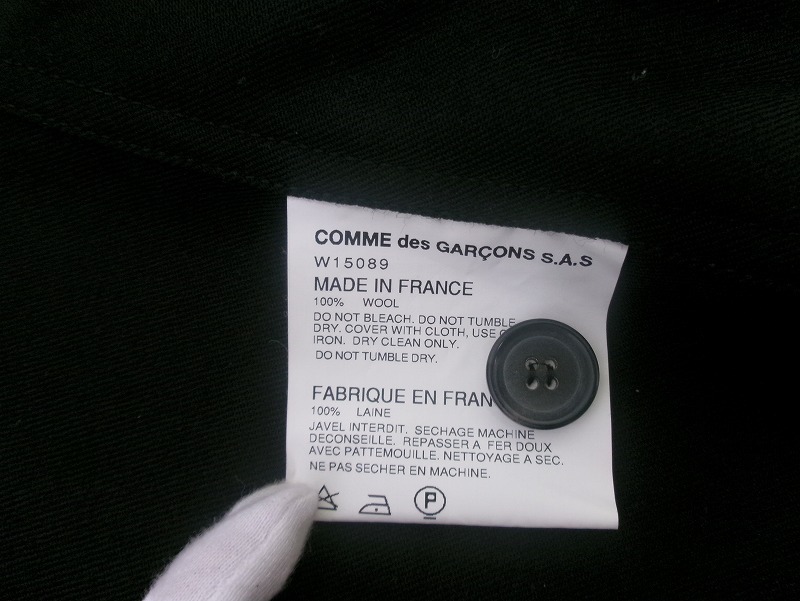 COMME des GARÇONS S.A.S
W15089
MADE IN FRANCE
100% WOOL
DO NOT BLEACH. DO NOT TUMBLE
DRY. COVER WITH CLOTH, USE
IRON. DRY CLEAN ONLY.
DO NOT TUMBLE DRY.
FABRIQUE EN FRAN
100% LAINE
JAVEL INTERDIT. SECHAGE MACHINE
DECONSEILLE. REPASSER A FER DOUX
AVEC PATTEMOUILLE. NETTOYAGE A SEC.
NE PAS SECHER EN MACHINE.
P